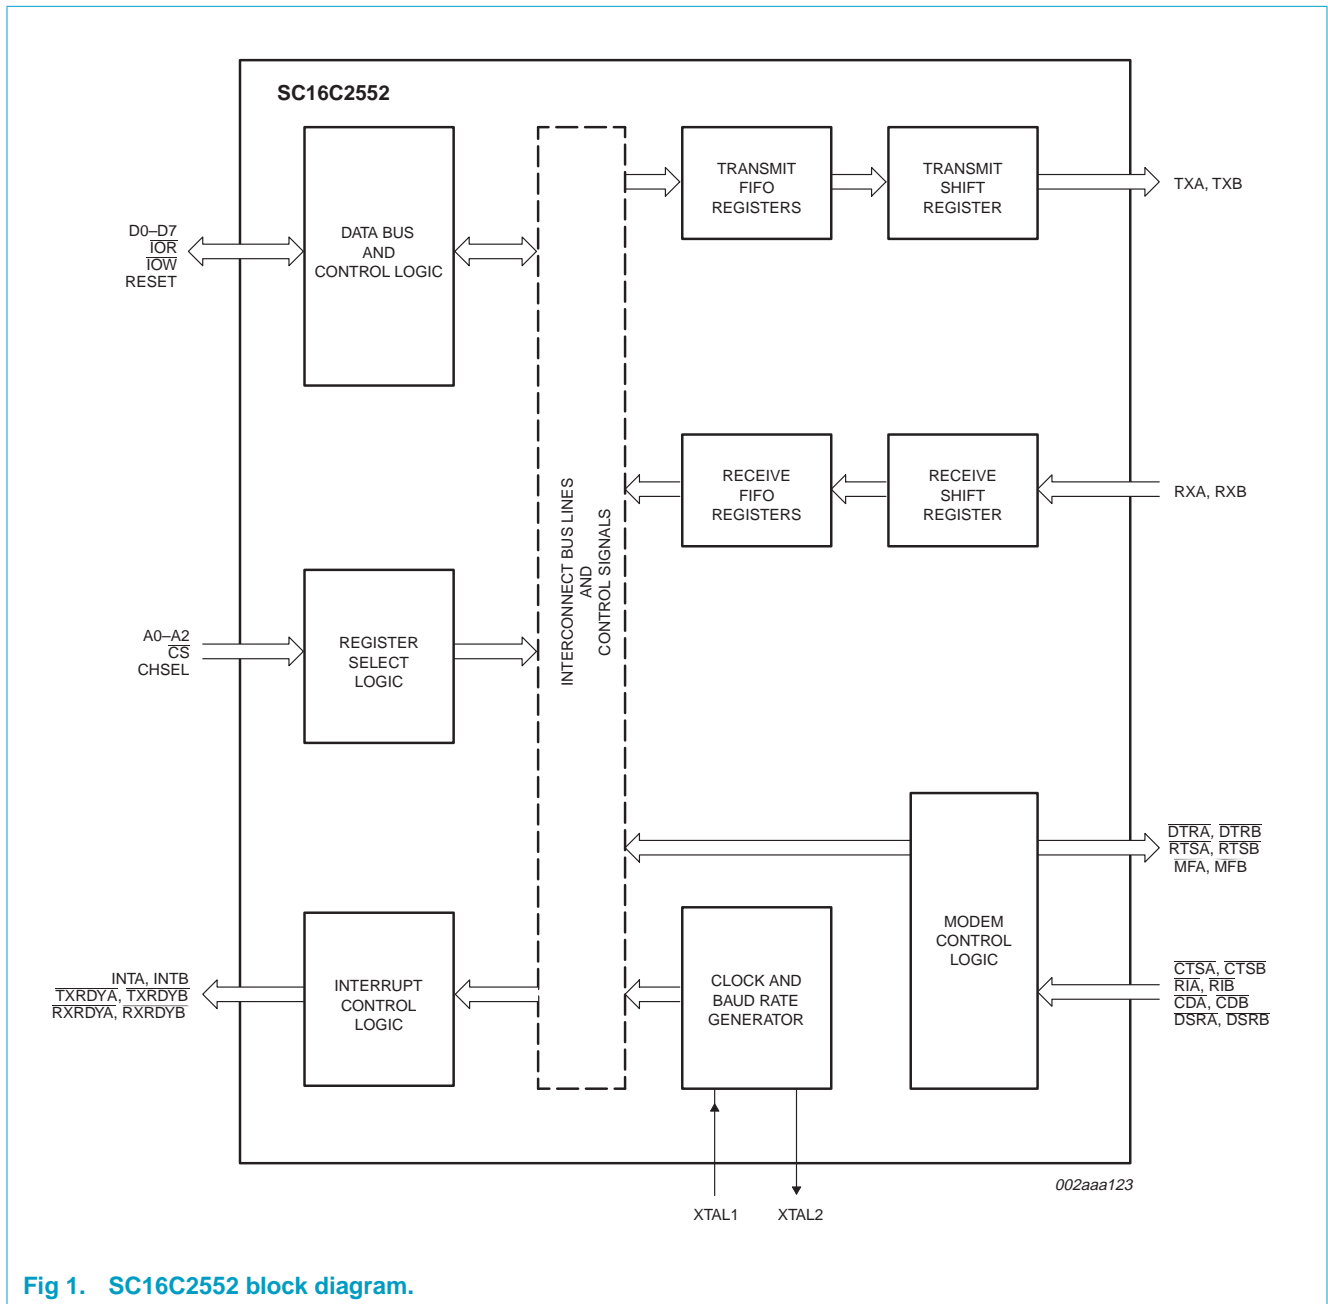 SC16C2552
D0–D7
IOR
IOW
RESET
DATA BUS
AND
CONTROL LOGIC
A0–A2
CS
CHSEL
REGISTER
SELECT
LOGIC
INTA, INTB
TXRDYA, TXRDYB
RXRDYA, RXRDYB
INTERRUPT
CONTROL
LOGIC
INTERCONNECT BUS LINES
AND
CONTROL SIGNALS
TRANSMIT
FIFO
REGISTERS
TRANSMIT
SHIFT
REGISTER
TXA, TXB
RECEIVE
FIFO
REGISTERS
RECEIVE
SHIFT
REGISTER
RXA, RXB
DTRA, DTRB
RTSA, RTSB
MFA, MFB
MODEM
CONTROL
LOGIC
CTSA, CTSB
RIA, RIB
CDA, CDB
DSRA, DSRB
CLOCK AND
BAUD RATE
GENERATOR
XTAL1
XTAL2
002aaa123
Fig 1. SC16C2552 block diagram.